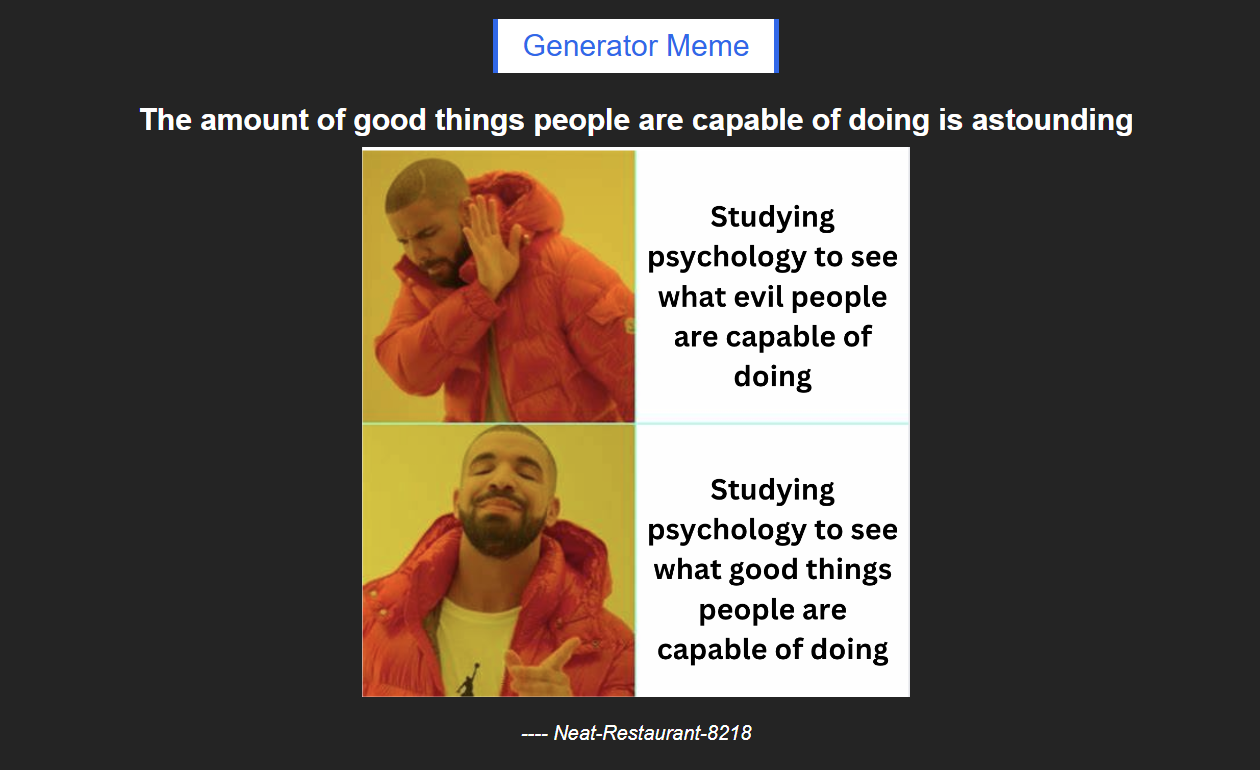 Generator Meme
The amount of good things people are capable of doing is astounding
Studying
psychology to see
what evil people
are capable of
doing
Studying
psychology to see
what good things
people are
capable of doing
---- Neat-Restaurant-8218